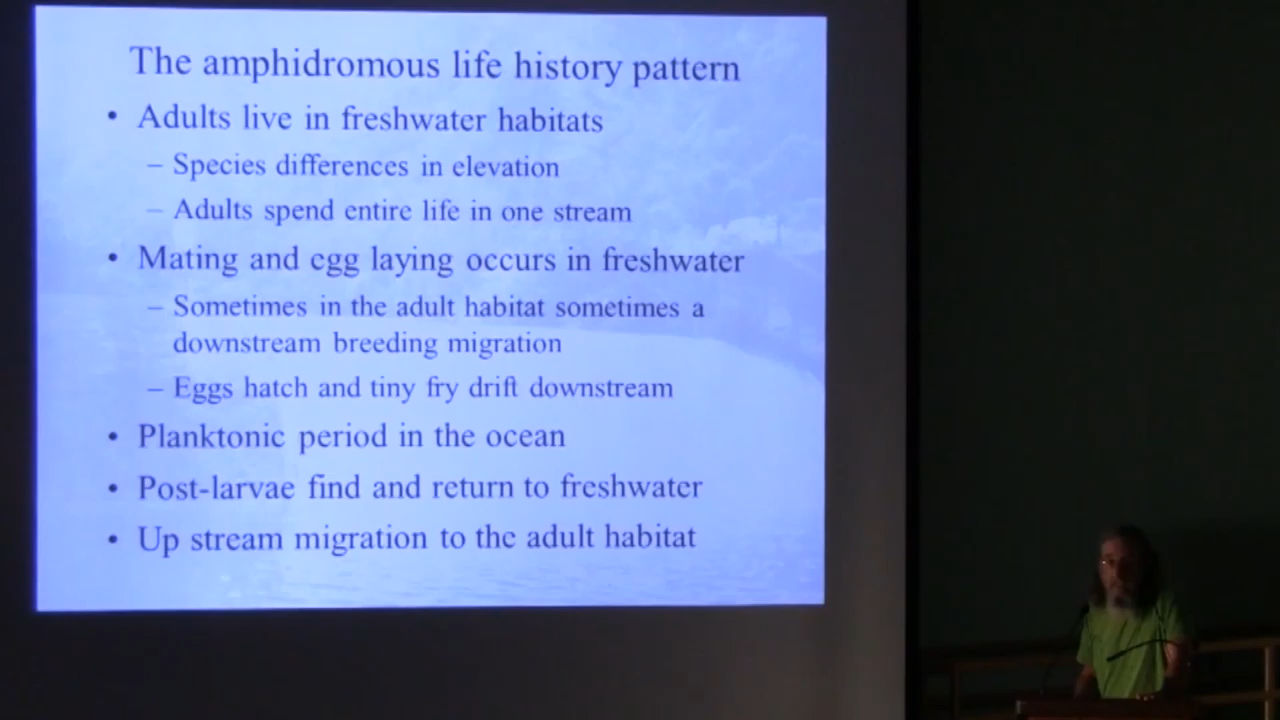 The amphidromous life history pattern
• Adults live in freshwater habitats
– Species differences in elevation
– Adults spend entire life in one stream
• Mating and egg laying occurs in freshwater
– Sometimes in the adult habitat sometimes a
downstream breeding migration
– Eggs hatch and tiny fry drift downstream
• Planktonic period in the ocean
• Post-larvae find and return to freshwater
• Up stream migration to the adult habitat